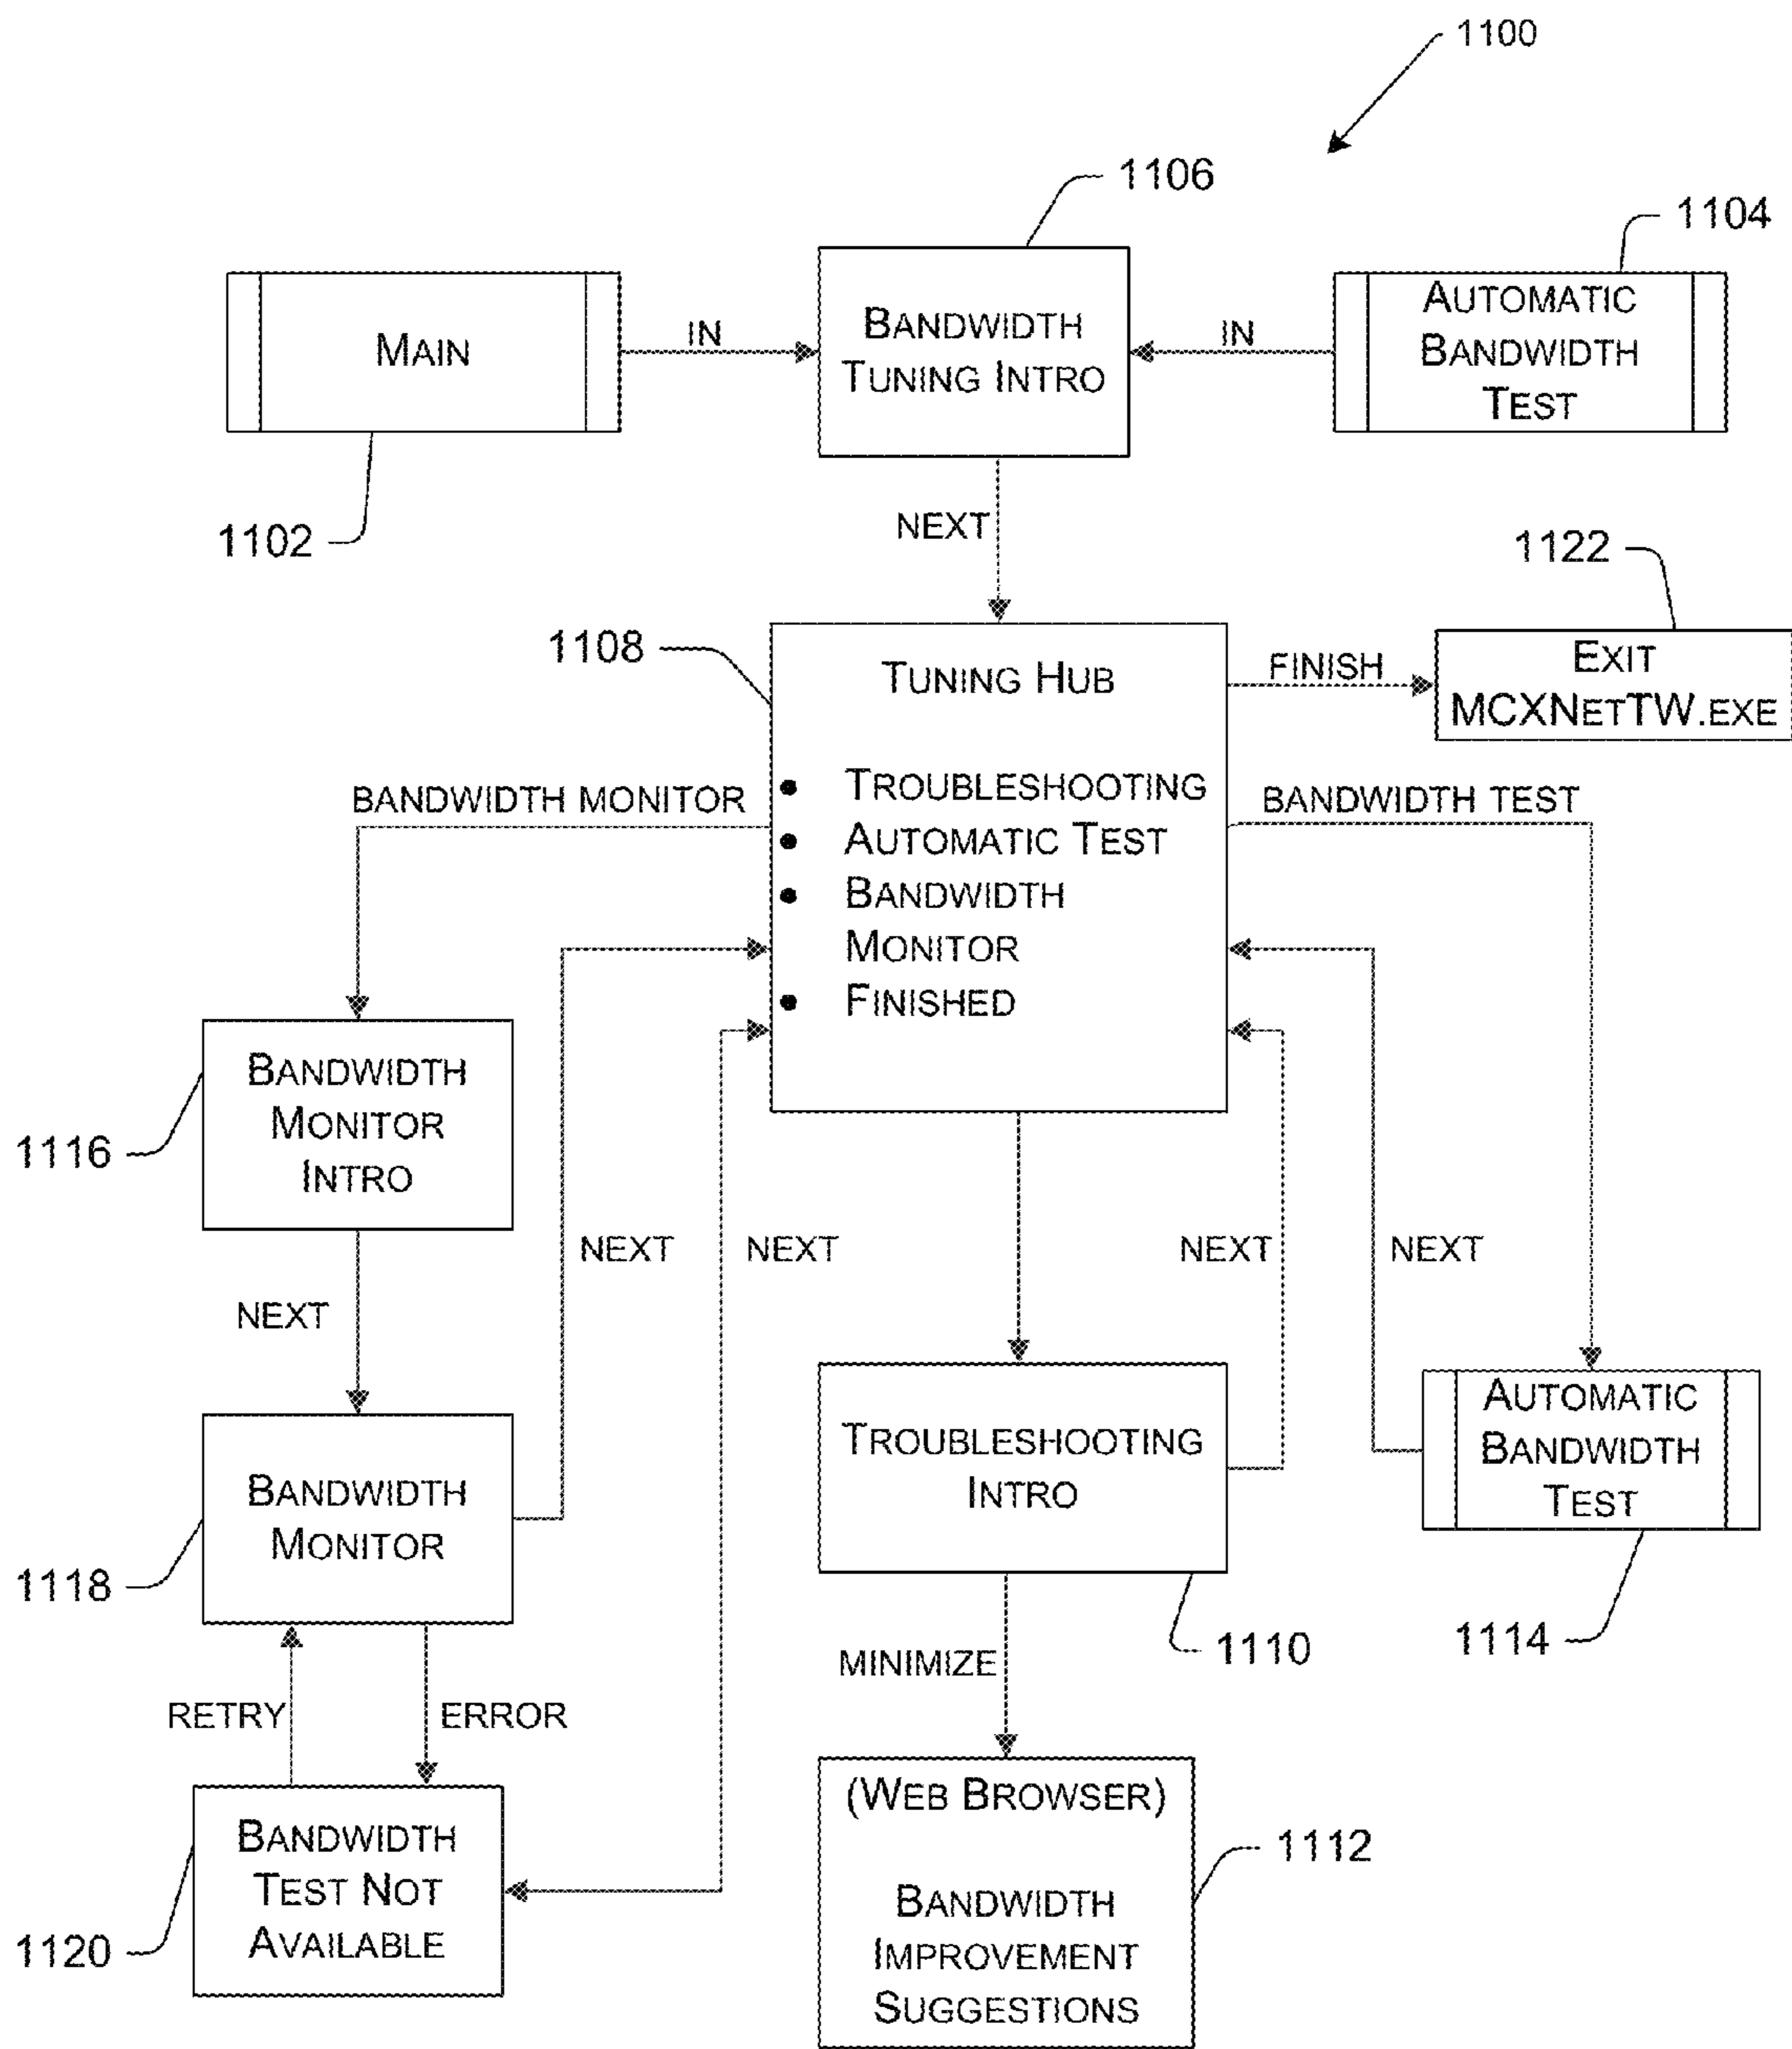 1100
1106
1104
MAIN
IN
BANDWIDTH
TUNING INTRO
IN
AUTOMATIC
BANDWIDTH
TEST
1102
NEXT
1122
1108
TUNING HUB
FINISH
EXIT
MCXNETTW.EXE
BANDWIDTH MONITOR
• TROUBLESHOOTING
• AUTOMATIC TEST
• BANDWIDTH
MONITOR
• FINISHED
BANDWIDTH TEST
1116
BANDWIDTH
MONITOR
INTRO
NEXT
NEXT
NEXT
NEXT
NEXT
1118
BANDWIDTH
MONITOR
TROUBLESHOOTING
INTRO
AUTOMATIC
BANDWIDTH
TEST
1110
1114
RETRY
ERROR
MINIMIZE
1120
BANDWIDTH
TEST NOT
AVAILABLE
(WEB BROWSER)
BANDWIDTH
IMPROVEMENT
SUGGESTIONS
1112